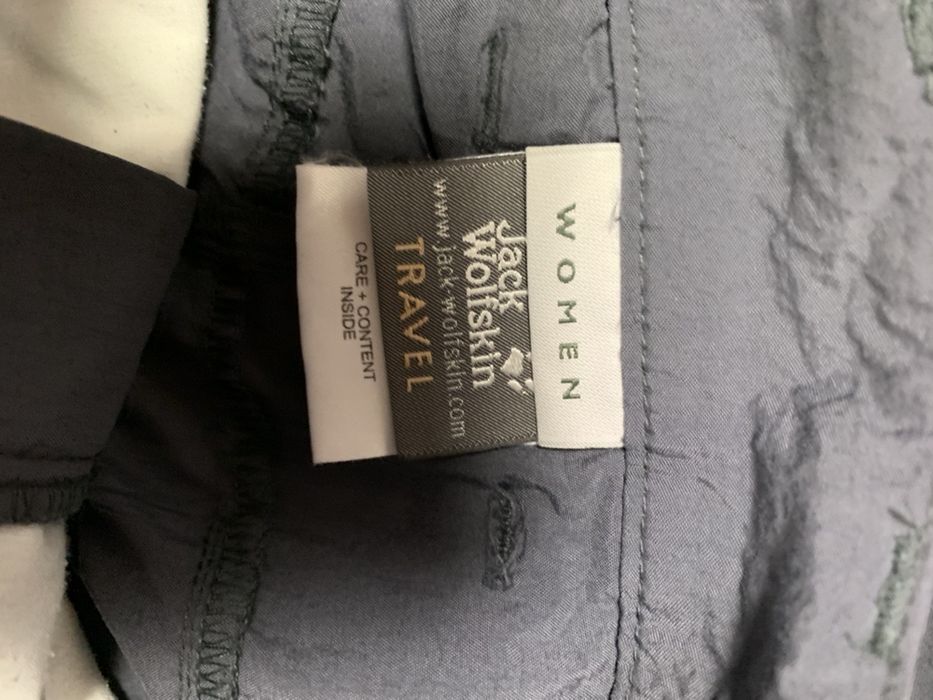 WOMEN
Jack
Wolfskin
www.jack-wolfskin.com
TRAVEL
CARE + CONTENT
INSIDE